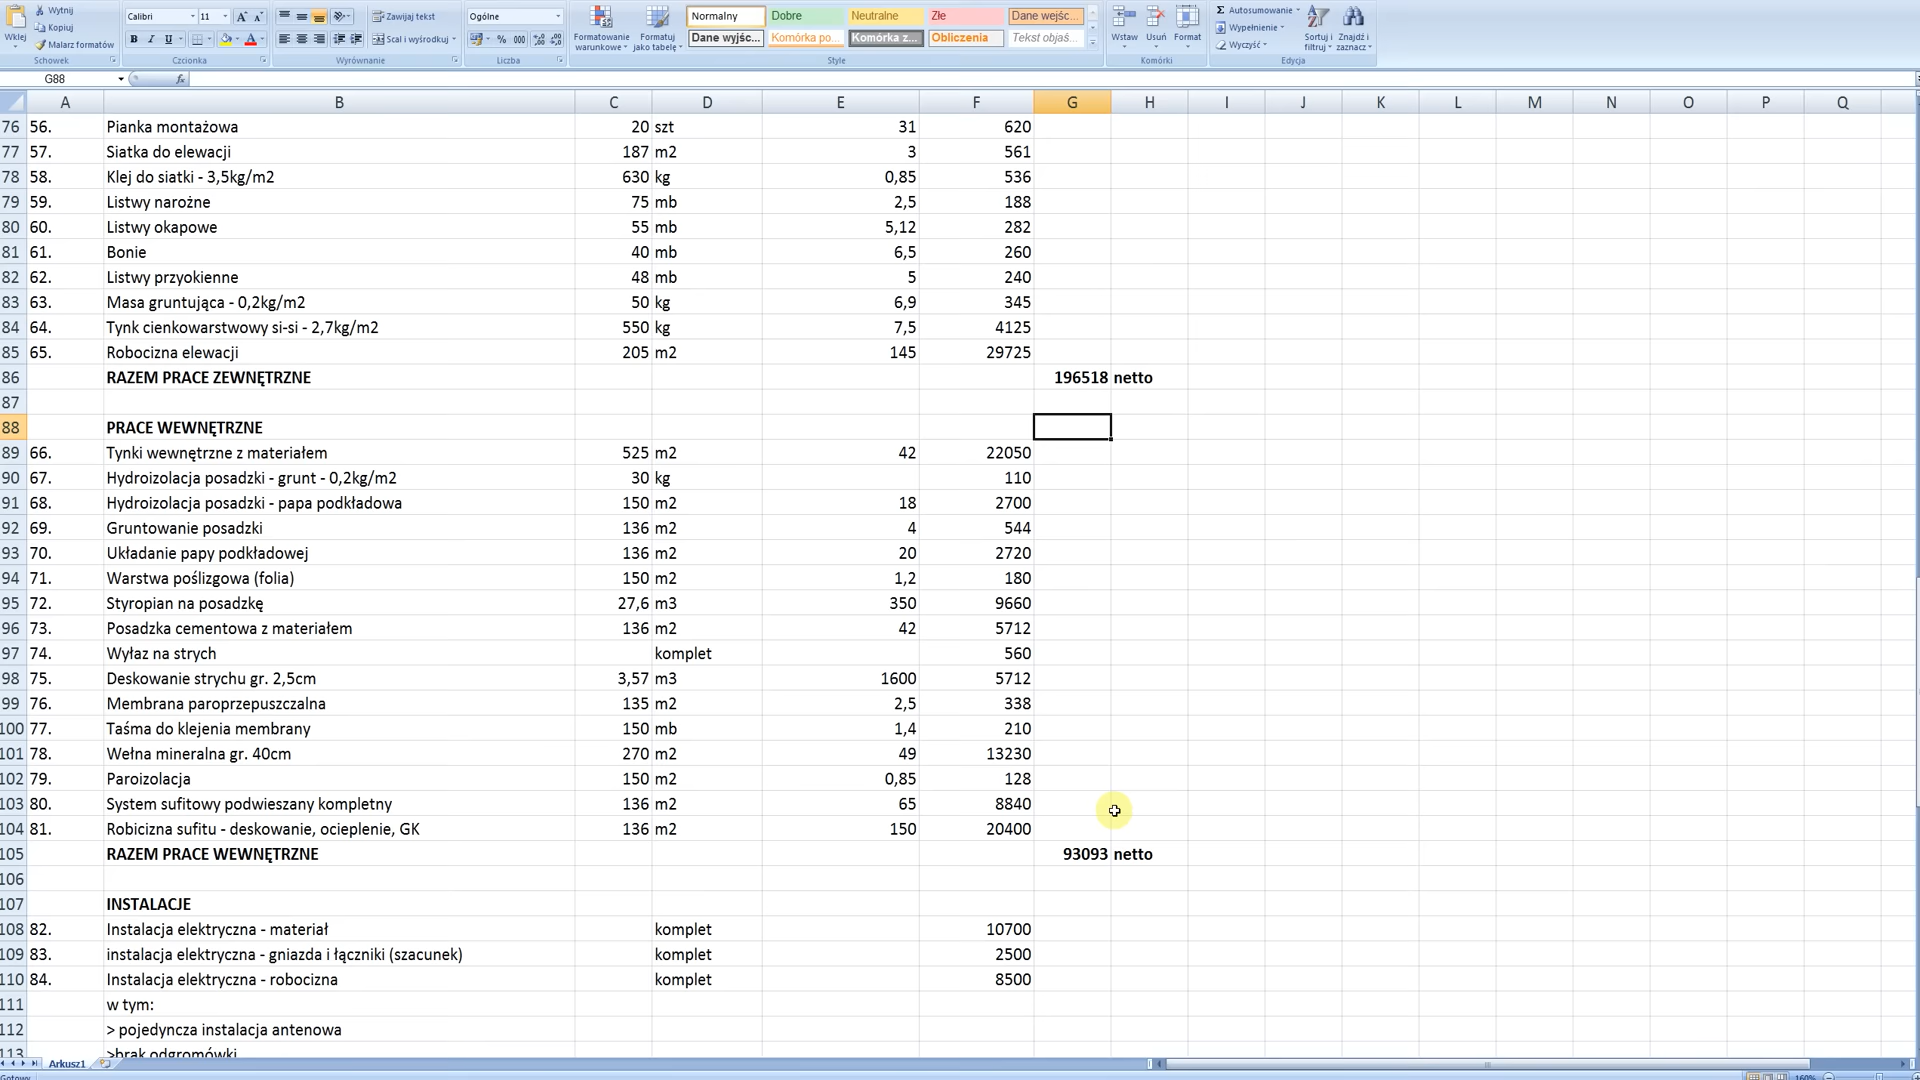 Wytnij Calibri 11 A A Zawijaj tekst Ogólne Normalny Dobre Neutralne Złe Dane wejśc... Σ Autosumowanie
Kopiuj Wypełnienie
Wklej Malarz formatów B I U A Scal i wyśrodkuj % 000 Formatowanie warunkowe Formatuj jako tabelę Dane wyjśc... Komórka po... Komórka z... Obliczenia Tekst objaś... Wstaw Usuń Format Wyczyść Sortuj i filtruj Znajdź i zaznacz
Schowek Czcionka Wyrównanie Liczba Style Komórki Edycja
G88 fx
A B C D E F G H I J K L M N O P Q
76 56. Pianka montażowa 20 szt 31 620
77 57. Siatka do elewacji 187 m2 3 561
78 58. Klej do siatki - 3,5kg/m2 630 kg 0,85 536
79 59. Listwy narożne 75 mb 2,5 188
80 60. Listwy okapowe 55 mb 5,12 282
81 61. Bonie 40 mb 6,5 260
82 62. Listwy przyokienne 48 mb 5 240
83 63. Masa gruntująca - 0,2kg/m2 50 kg 6,9 345
84 64. Tynk cienkowarstwowy si-si - 2,7kg/m2 550 kg 7,5 4125
85 65. Robocizna elewacji 205 m2 145 29725
86 RAZEM PRACE ZEWNĘTRZNE 196518 netto
87
88 PRACE WEWNĘTRZNE
89 66. Tynki wewnętrzne z materiałem 525 m2 42 22050
90 67. Hydroizolacja posadzki - grunt - 0,2kg/m2 30 kg 110
91 68. Hydroizolacja posadzki - papa podkładowa 150 m2 18 2700
92 69. Gruntowanie posadzki 136 m2 4 544
93 70. Układanie papy podkładowej 136 m2 20 2720
94 71. Warstwa poślizgowa (folia) 150 m2 1,2 180
95 72. Styropian na posadzkę 27,6 m3 350 9660
96 73. Posadzka cementowa z materiałem 136 m2 42 5712
97 74. Wyłaz na strych komplet 560
98 75. Deskowanie strychu gr. 2,5cm 3,57 m3 1600 5712
99 76. Membrana paroprzepuszczalna 135 m2 2,5 338
100 77. Taśma do klejenia membrany 150 mb 1,4 210
101 78. Wełna mineralna gr. 40cm 270 m2 49 13230
102 79. Paroizolacja 150 m2 0,85 128
103 80. System sufitowy podwieszany kompletny 136 m2 65 8840
104 81. Robicizna sufitu - deskowanie, ocieplenie, GK 136 m2 150 20400
105 RAZEM PRACE WEWNĘTRZNE 93093 netto
106
107 INSTALACJE
108 82. Instalacja elektryczna - materiał komplet 10700
109 83. instalacja elektryczna - gniazda i łączniki (szacunek) komplet 2500
110 84. Instalacja elektryczna - robocizna komplet 8500
111 w tym:
112 > pojedyncza instalacja antenowa
113 >brak odgromówki
Arkusz1
Gotowy 160%